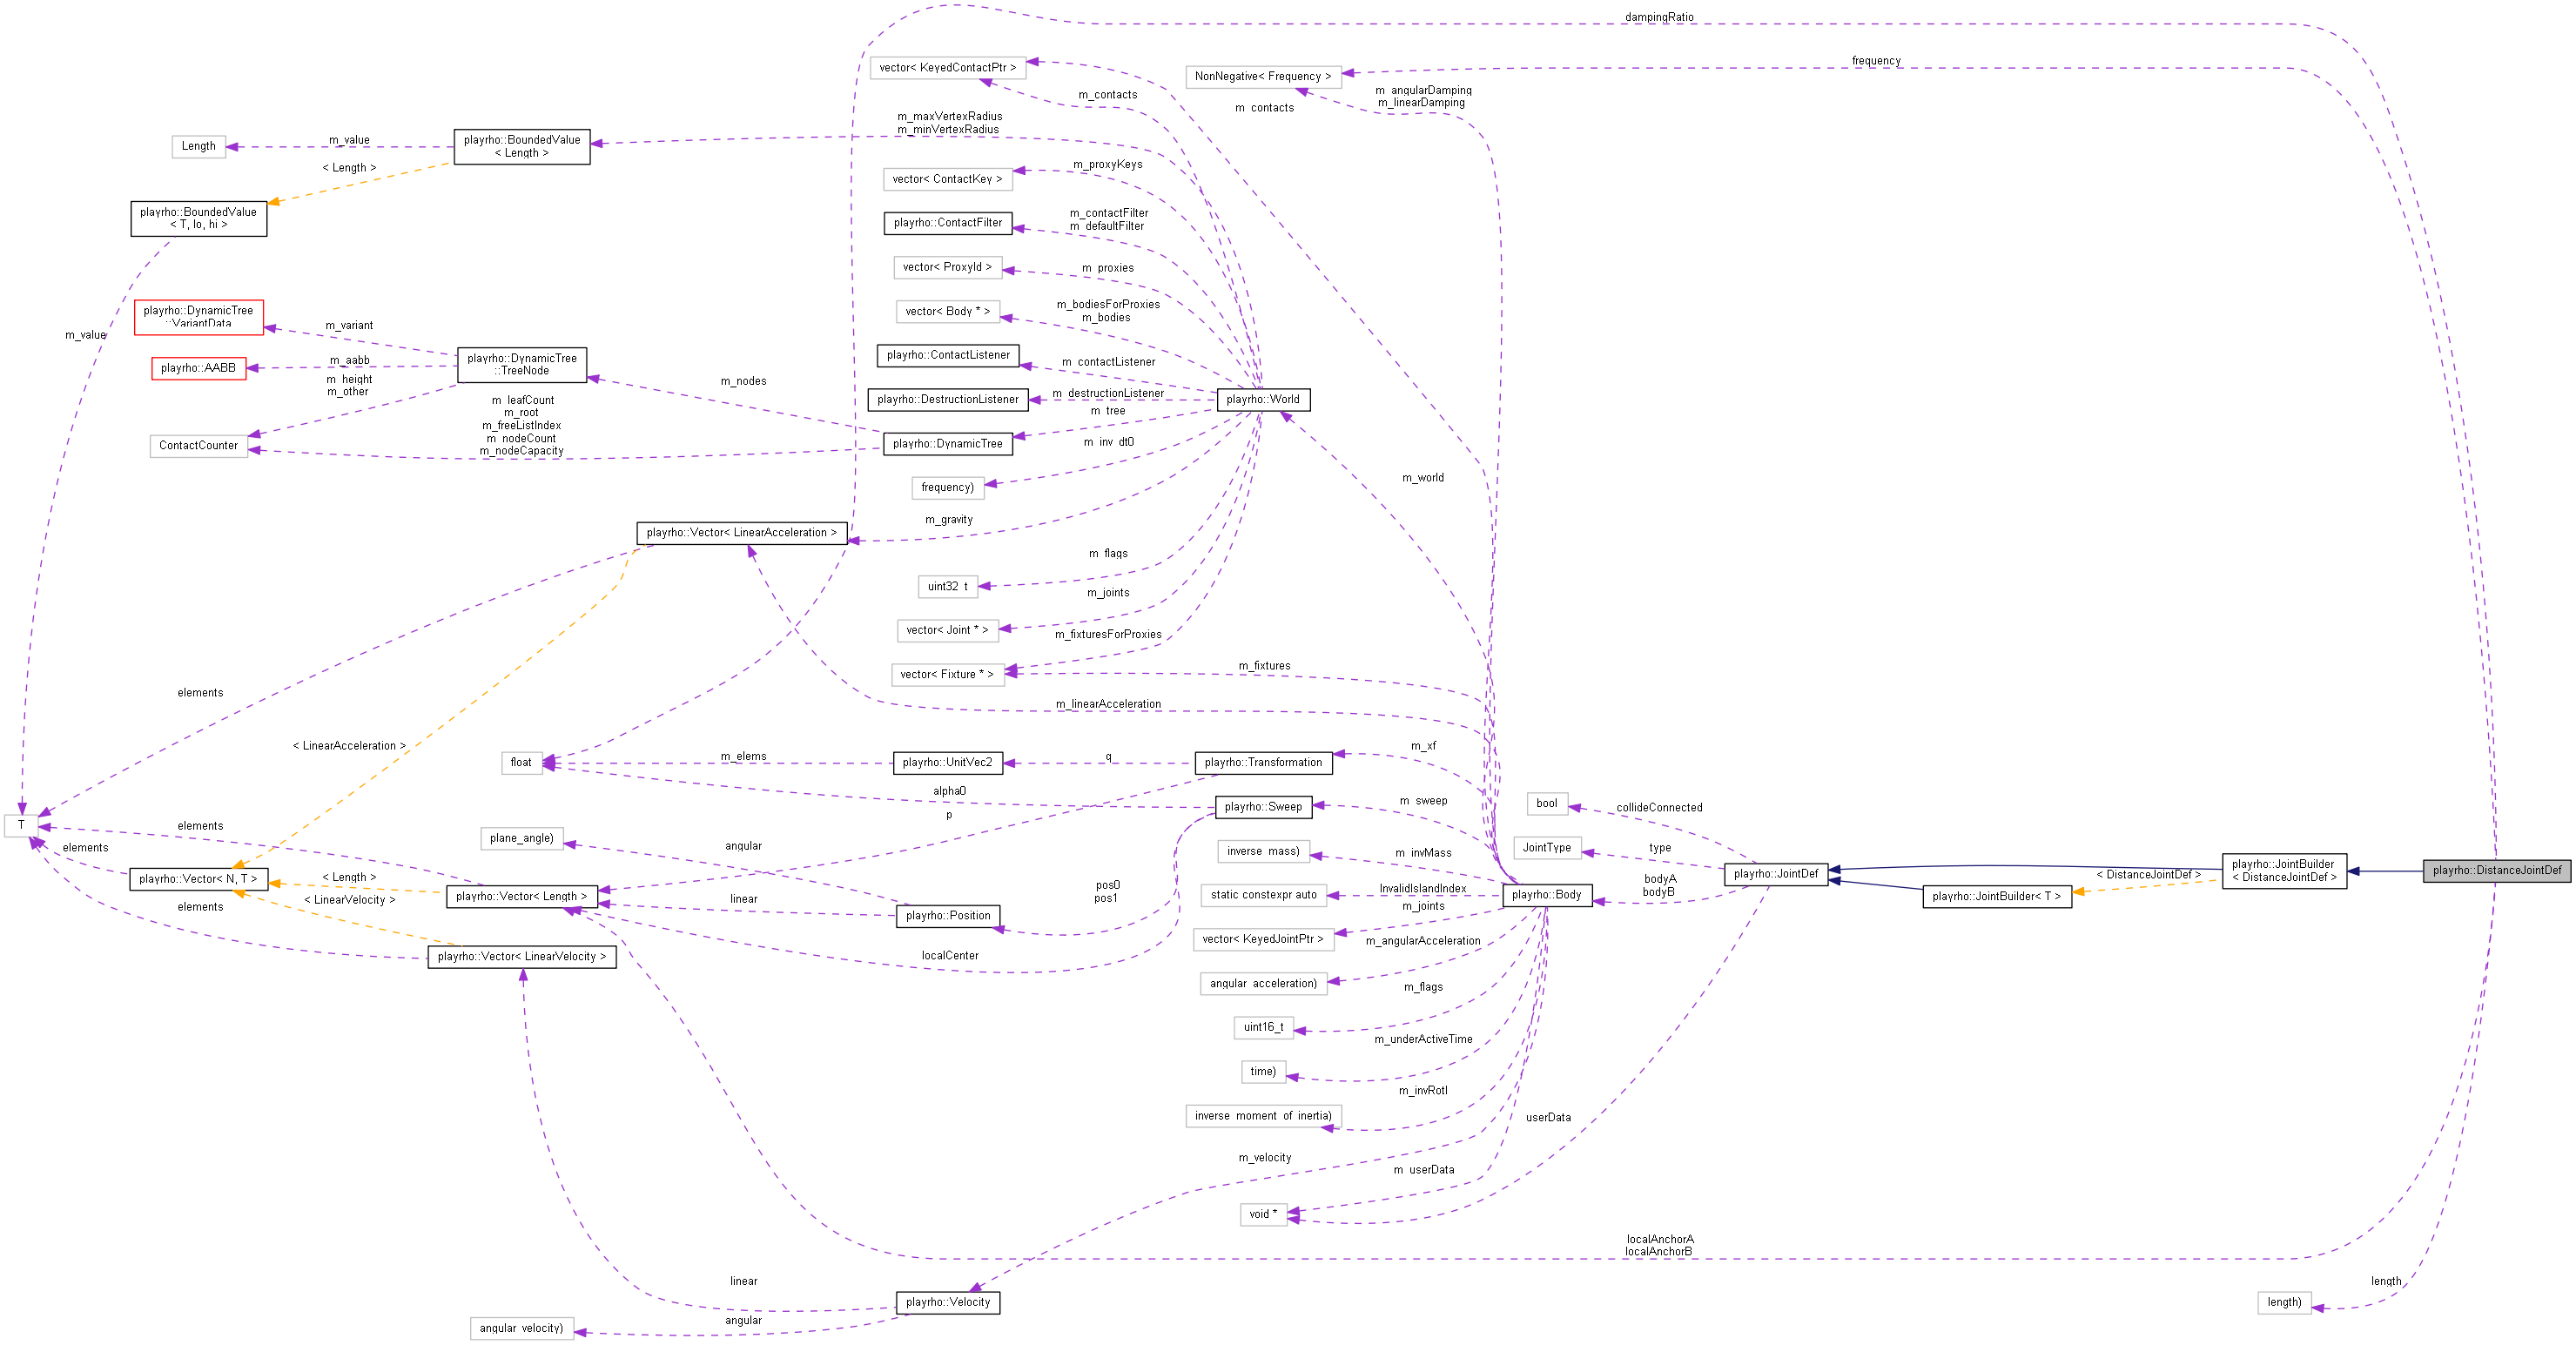 dampingRatio
frequency
vector< KeyedContactPtr >
NonNegative< Frequency >
m_angularDamping
m_linearDamping
m_contacts
m_contacts
m_maxVertexRadius
m_minVertexRadius
Length
m_value
playrho::BoundedValue
< Length >
< Length >
m_proxyKeys
vector< ContactKey >
playrho::BoundedValue
< T, lo, hi >
playrho::ContactFilter
m_contactFilter
m_defaultFilter
vector< ProxyId >
m_proxies
playrho::DynamicTree
::VariantData
m_variant
vector< Body * >
m_bodiesForProxies
m_bodies
m_value
playrho::AABB
m_aabb
playrho::DynamicTree
::TreeNode
playrho::ContactListener
m_contactListener
m_height
m_other
m_nodes
playrho::DestructionListener
m_destructionListener
playrho::World
m_leafCount
m_root
m_freeListIndex
m_nodeCount
m_nodeCapacity
ContactCounter
playrho::DynamicTree
m_tree
m_inv_dt0
frequency)
m_world
m_gravity
playrho::Vector< LinearAcceleration >
m_flags
uint32_t
m_joints
vector< Joint * >
m_fixturesForProxies
vector< Fixture * >
m_fixtures
elements
m_linearAcceleration
< LinearAcceleration >
float
m_elems
playrho::UnitVec2
q
playrho::Transformation
m_xf
alpha0
p
playrho::Sweep
m_sweep
bool
collideConnected
T
elements
plane_angle)
angular
inverse_mass)
m_invMass
JointType
type
elements
playrho::Vector< N, T >
< Length >
< LinearVelocity >
playrho::Vector< Length >
linear
playrho::Position
pos0
pos1
static constexpr auto
InvalidIslandIndex
playrho::Body
bodyA
bodyB
playrho::JointDef
playrho::JointBuilder< T >
< DistanceJointDef >
playrho::JointBuilder
< DistanceJointDef >
playrho::DistanceJointDef
elements
vector< KeyedJointPtr >
m_joints
playrho::Vector< LinearVelocity >
localCenter
m_angularAcceleration
angular_acceleration)
m_flags
uint16_t
m_underActiveTime
time)
m_invRotI
inverse_moment_of_inertia)
userData
m_velocity
m_userData
void *
localAnchorA
localAnchorB
linear
playrho::Velocity
length
length)
angular
angular_velocity)